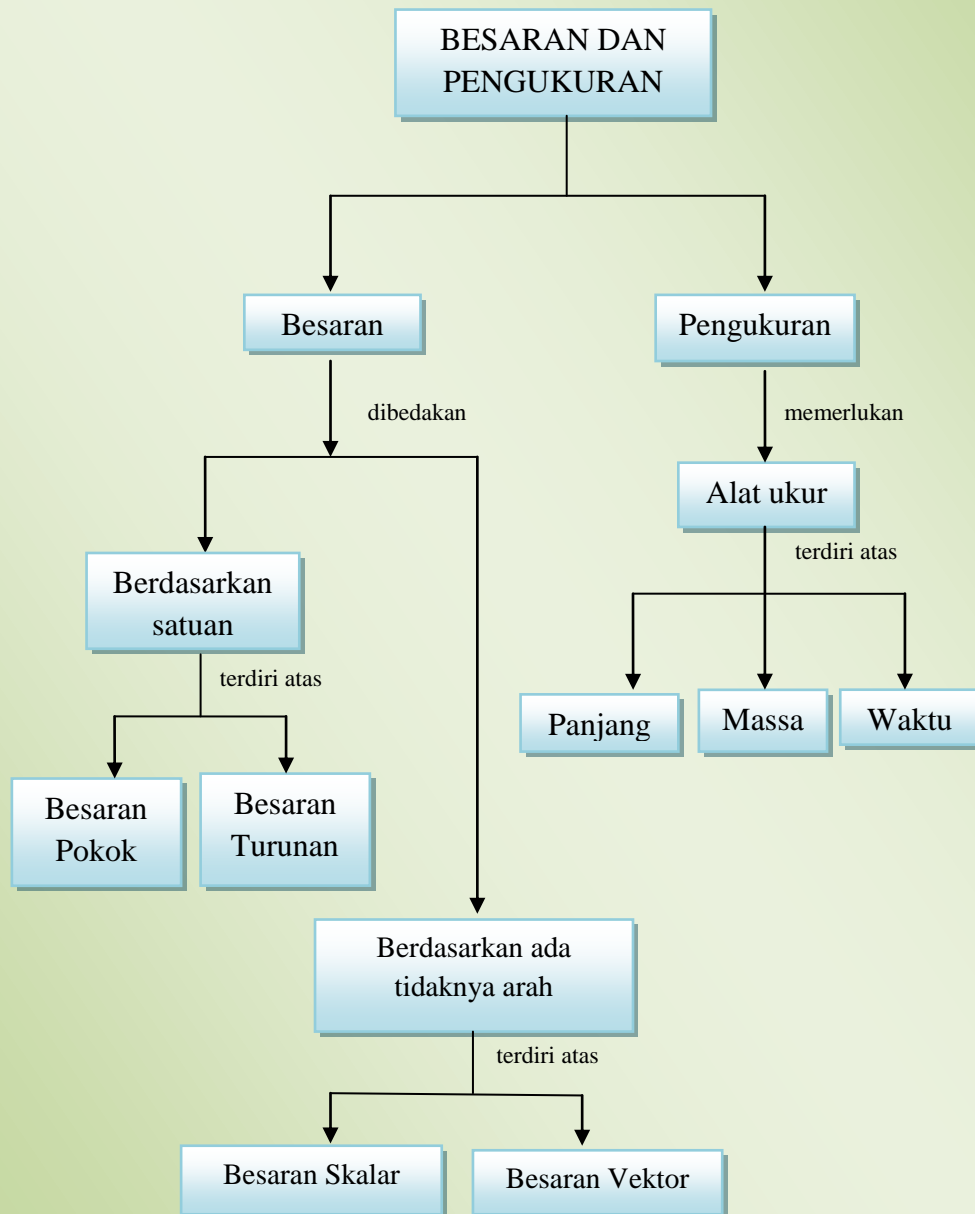 BESARAN DAN
PENGUKURAN
Besaran
Pengukuran
dibedakan
memerlukan
Alat ukur
terdiri atas
Berdasarkan
satuan
terdiri atas
Panjang
Massa
Waktu
Besaran
Pokok
Besaran
Turunan
Berdasarkan ada
tidaknya arah
terdiri atas
Besaran Skalar
Besaran Vektor